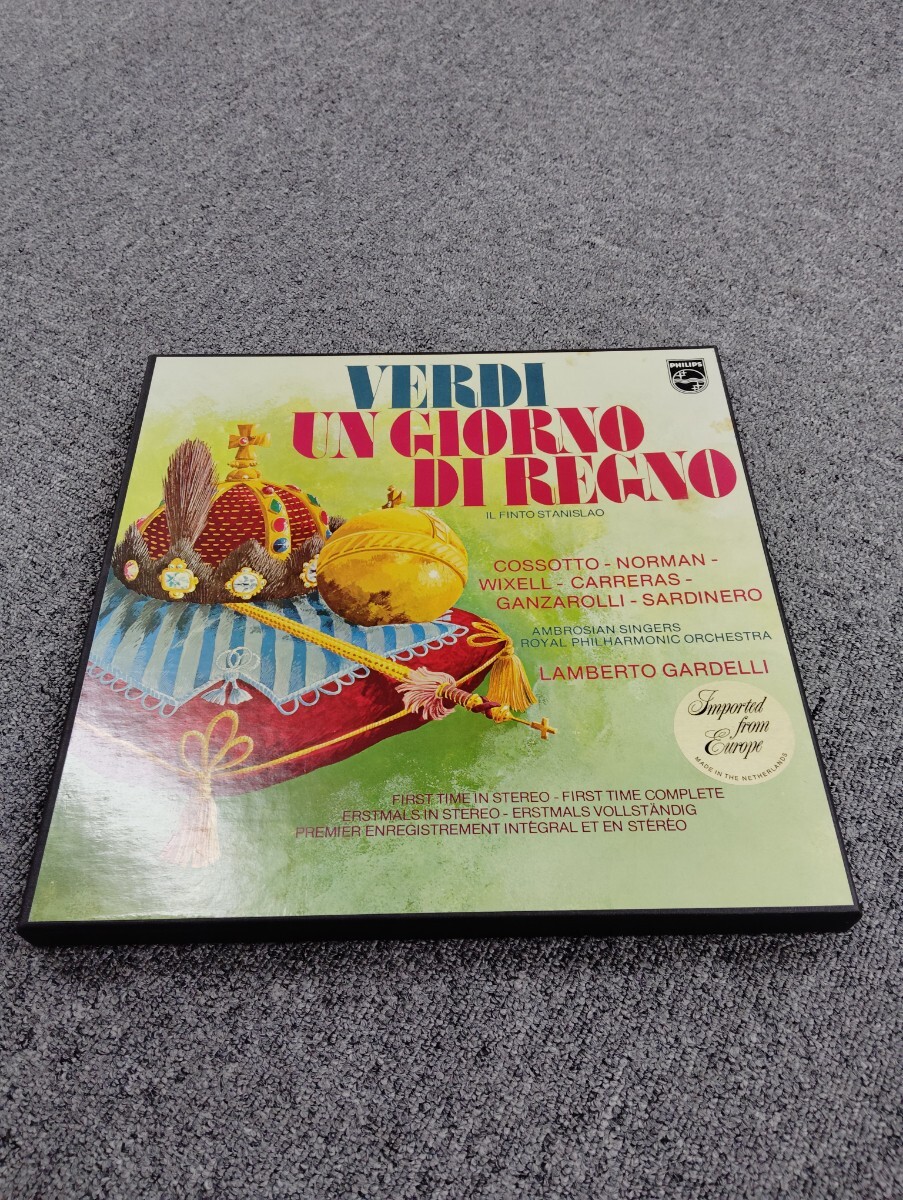 VERDI
PHILIPS
UN GIORNO
DI REGNO
IL FINTO STANISLAO
COSSOTTO - NORMAN -
WIXELL - CARRERAS -
GANZAROLLI - SARDINERO
AMBROSIAN SINGERS
ROYAL PHILHARMONIC ORCHESTRA
LAMBERTO GARDELLI
Imported
from
Europe
MADE IN THE NETHERLANDS
FIRST TIME IN STEREO - FIRST TIME COMPLETE
ERSTMALS IN STEREO - ERSTMALS VOLLSTÄNDIG
PREMIER ENREGISTREMENT INTÉGRAL ET EN STÉRÉO